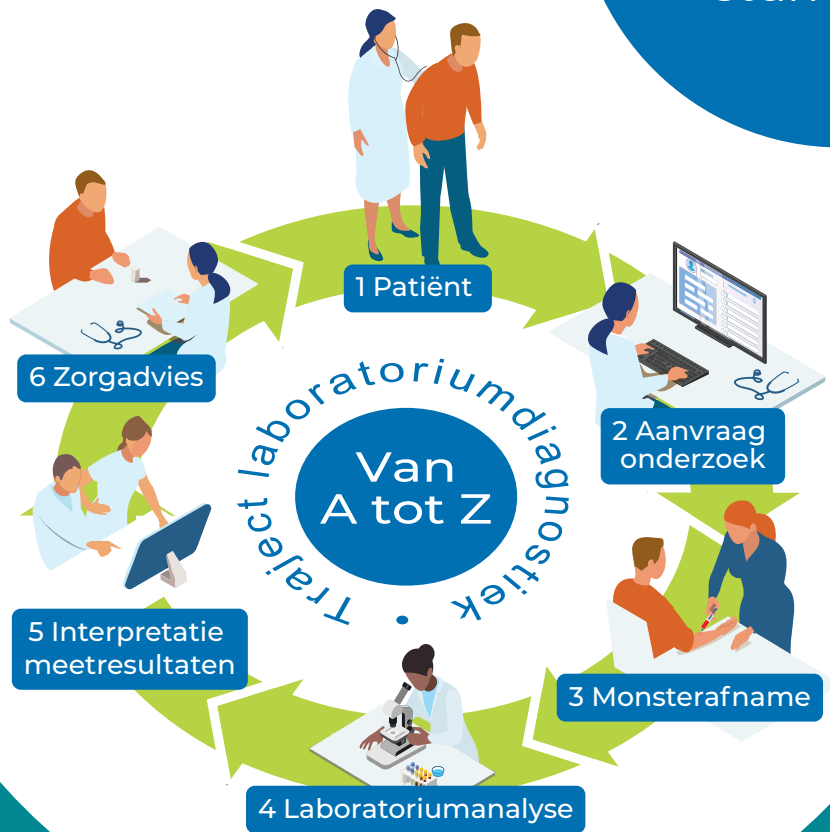 1 Patiënt
2 Aanvraag
onderzoek
3 Monsterafname
4 Laboratoriumanalyse
5 Interpretatie
meetresultaten
6 Zorgadvies
Traject laboratoriumdiagnostiek •
Van
A tot Z